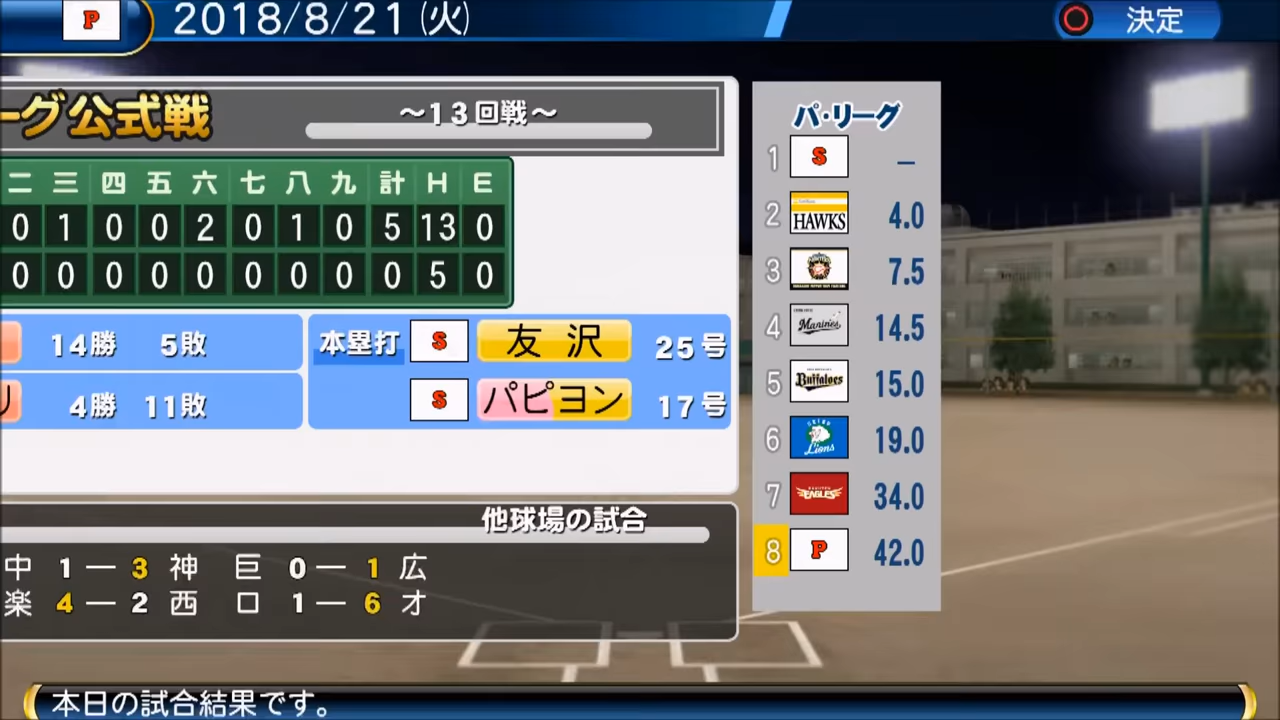 P 2018/8/21(火) 決定
ーグ公式戦 ～13回戦～
二 三 四 五 六 七 八 九 計 H E
0 1 0 0 2 0 1 0 5 13 0
0 0 0 0 0 0 0 0 0 5 0
14勝 5敗 本塁打 S 友沢 25号
リ 4勝 11敗 S パピヨン 17号
他球場の試合
中 1 ー 3 神 巨 0 ー 1 広
楽 4 ー 2 西 ロ 1 ー 6 オ
パ・リーグ
1 S ー
2 HAWKS 4.0
3 7.5
4 Marines 14.5
5 Buffaloes 15.0
6 Lions 19.0
7 EAGLES 34.0
8 P 42.0
本日の試合結果です。